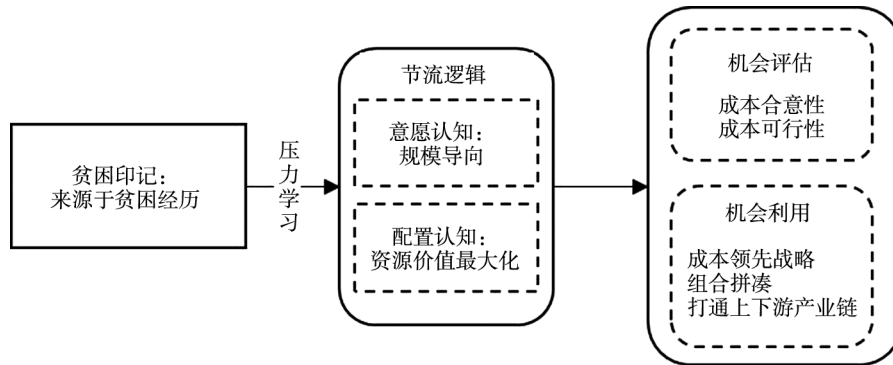 贫困印记：
来源于贫困经历
压力学习
节流逻辑
意愿认知：
规模导向
配置认知：
资源价值最大化
机会评估
成本合意性
成本可行性
机会利用
成本领先战略
组合拼凑
打通上下游产业链